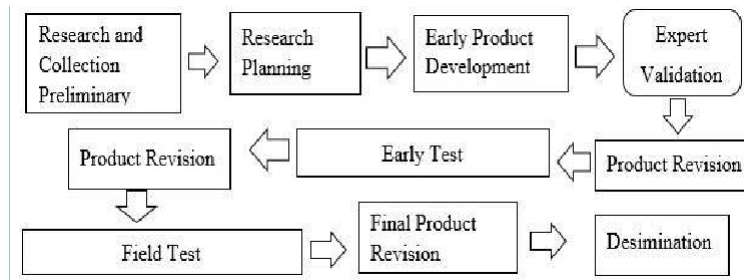 Research and
Collection
Preliminary
Research
Planning
Early Product
Development
Expert
Validation
Product Revision
Early Test
Product Revision
Field Test
Final Product
Revision
Desimination